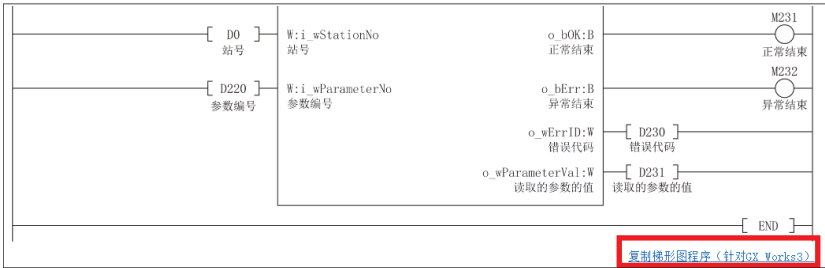 M231
D0 W:i_wStationNo o_bOK:B
站号 站号 正常结束 正常结束
M232
D220 W:i_wParameterNo o_bErr:B
参数编号 参数编号 异常结束 异常结束
o_wErrID:W D230
错误代码 错误代码
o_wParameterVal:W D231
读取的参数的值 读取的参数的值
END
复制梯形图程序（针对GX Works3）